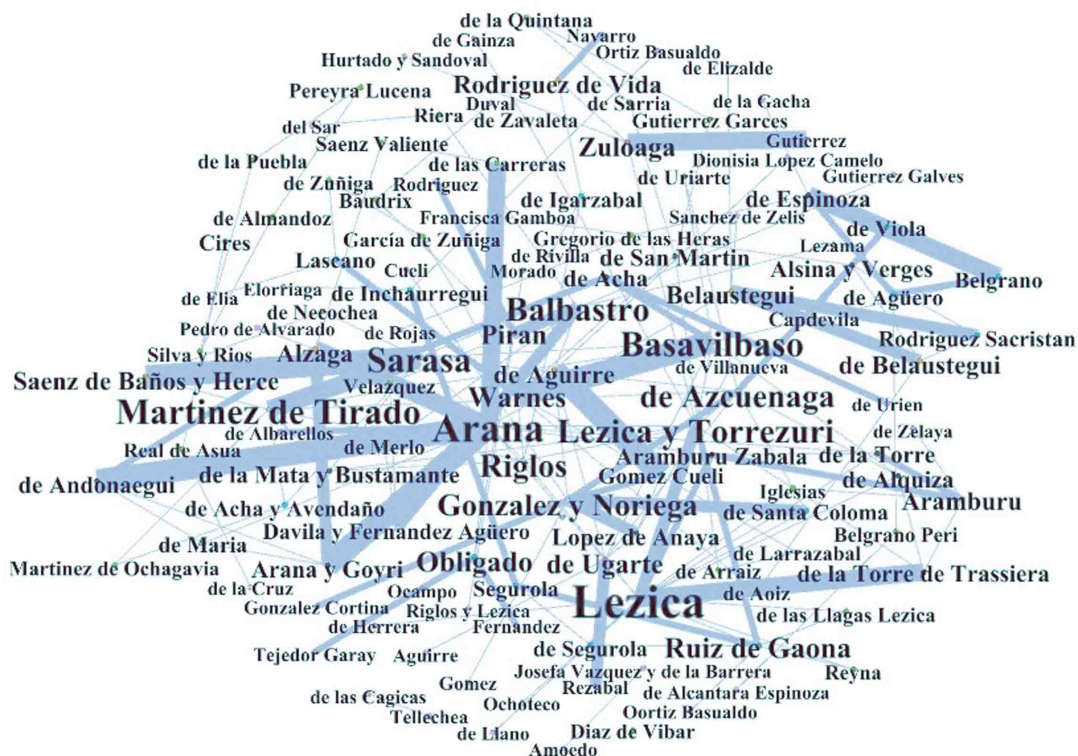 de la Quintana
Navarro
de Gainza
Ortiz Basualdo
Hurtado y Sandoval
de Elizalde
Rodriguez de Vida
Pereyra Lucena
Duval
de Sarria
de la Gacha
Riera
de Zavaleta
Gutierrez Garces
del Sar
Saenz Valiente
Zuloaga
Gutierrez
de la Puebla
de las Carreras
Dionisia Lopez Camelo
de Zuñiga
Rodriguez
de Uriarte
Gutierrez Galves
Baudrix
de Igarzabal
de Espinoza
de Almandoz
Francisca Gamboa
Sanchez de Zelis
de Viola
Cires
García de Zuñiga
Gregorio de las Heras
Lezama
Lascano
Cueli
de Rivilla
de San Martin
Morado
de Acha
Alsina y Verges
Belgrano
de Elia
Elorriaga
de Inchaurregui
Belaustegui
de Agüero
de Necochea
Balbastro
Capdevila
Pedro de Alvarado
de Rojas
Piran
Rodriguez Sacristan
Silva y Rios
Alzaga
Sarasa
Basavilbaso
de Belaustegui
Saenz de Baños y Herce
Velazquez
de Aguirre
de Villanueva
Warnes
de Azcuenaga
de Urien
Martinez de Tirado
de Albarellos
Arana
Lezica y Torrezuri
de Zelaya
Real de Asua
de Merlo
Aramburu Zabala
de la Torre
de Andonaegui
de la Mata y Bustamante
Riglos
Gomez Cueli
de Alquiza
Iglesias
Aramburu
de Acha y Avendaño
Gonzalez y Noriega
de Santa Coloma
Davila y Fernandez Agüero
Lopez de Anaya
Belgrano Peri
de Maria
de Larrazabal
Martinez de Ochagavia
Arana y Goyri
Obligado
de Ugarte
de Arraiz
de la Torre de Trassiera
de la Cruz
Ocampo
Segurola
de Aoiz
Gonzalez Cortina
Riglos y Lezica
Lezica
de las Llagas Lezica
de Herrera
Fernandez
Tejedor Garay
Aguirre
de Segurola
Ruiz de Gaona
Josefa Vazquez y de la Barrera
Reyna
Gomez
Rezabal
de Alcantara Espinoza
de las Cagicas
Ochoteco
Oortiz Basualdo
Tellechea
de Llano
Diaz de Vibar
Amoedo